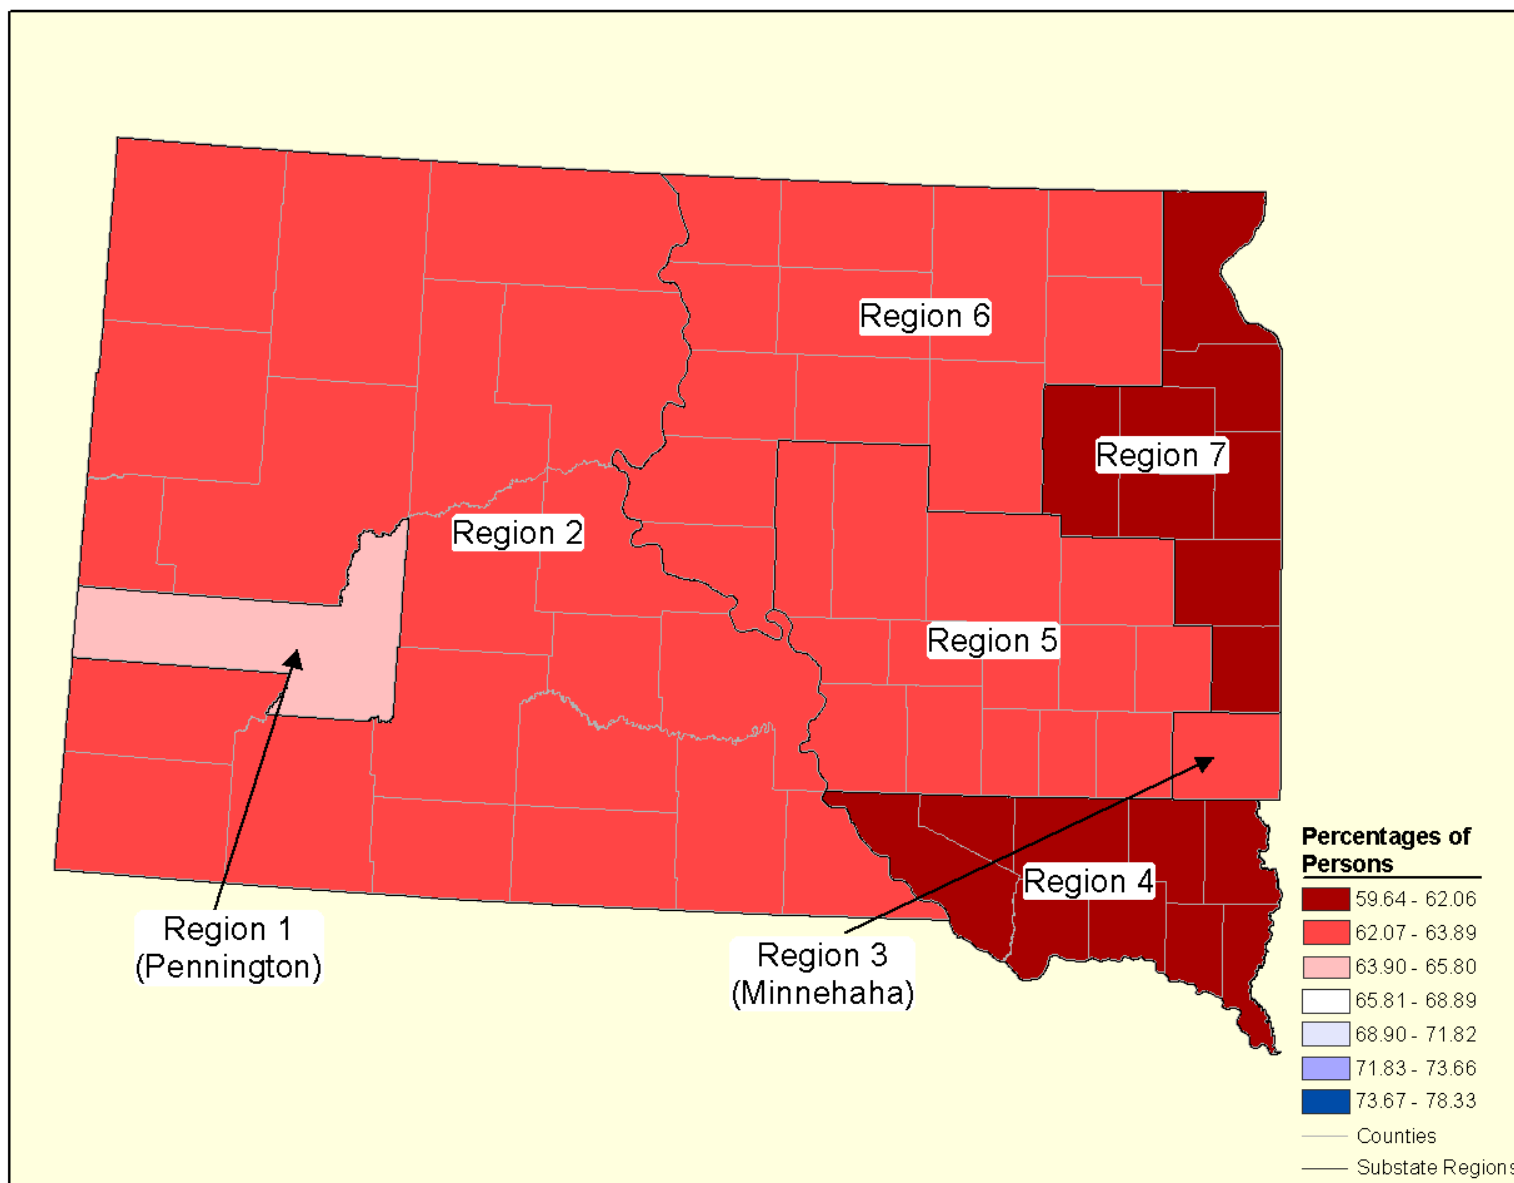 Region 6
Region 7
Region 2
Region 5
Region 4
Region 1
(Pennington)
Region 3
(Minnehaha)
Percentages of
Persons
59.64 - 62.06
62.07 - 63.89
63.90 - 65.80
65.81 - 68.89
68.90 - 71.82
71.83 - 73.66
73.67 - 78.33
Counties
Substate Regions